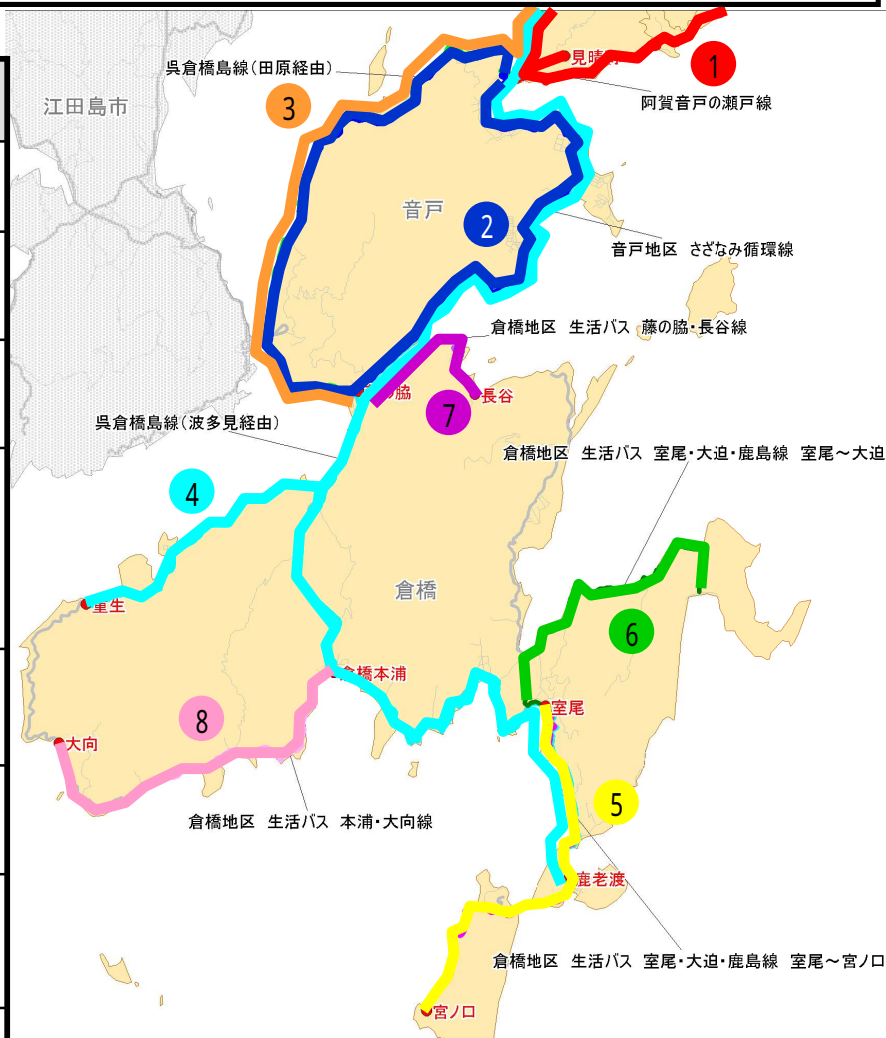 見晴
1
呉倉橋島線(田原経由)
江田島市
3
阿賀音戸の瀬戸線
音戸
2
音戸地区 さざなみ循環線
倉橋地区 生活バス 藤の脇・長谷線
の脇
長谷
7
呉倉橋島線(波多見経由)
倉橋地区 生活バス 室尾・大迫・鹿島線 室尾~大迫
4
倉橋
重生
6
倉橋本浦
室尾
8
大向
5
倉橋地区 生活バス 本浦・大向線
鹿老渡
倉橋地区 生活バス 室尾・大迫・鹿島線 室尾~宮ノ口
宮ノ口